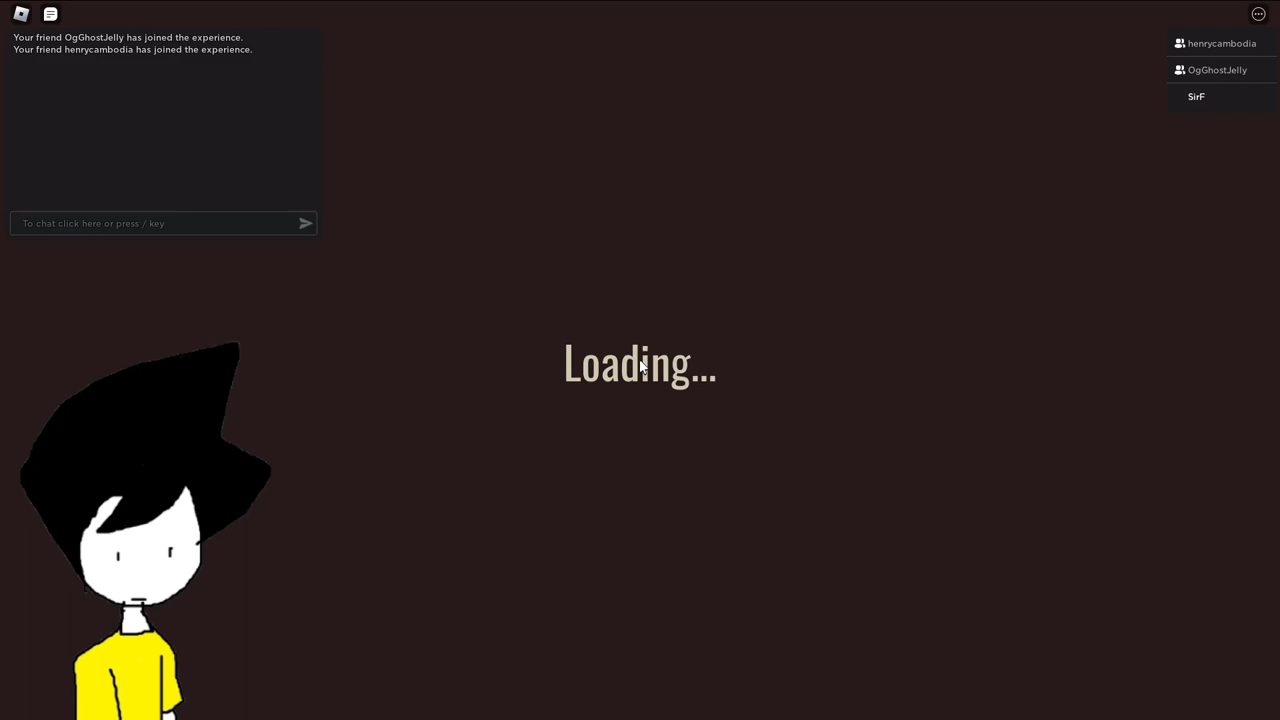 Your friend OgGhostJelly has joined the experience.
Your friend henrycambodia has joined the experience.
henrycambodia
OgGhostJelly
SirF
To chat click here or press / key
Loading...